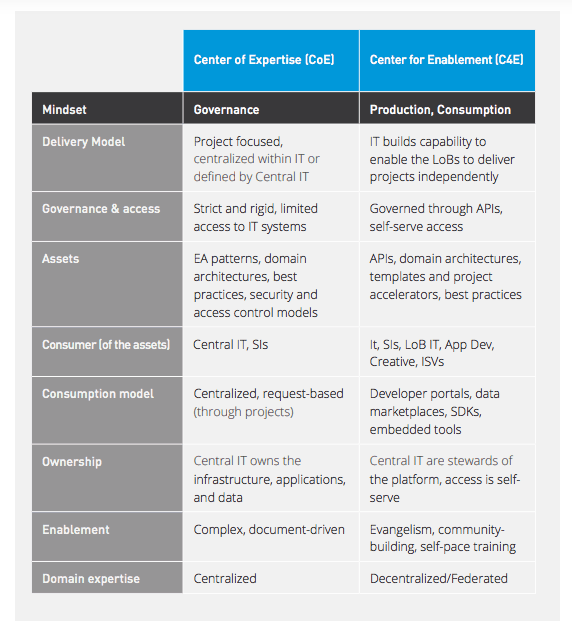 Center of Expertise (CoE)
Center for Enablement (C4E)
Mindset
Governance
Production, Consumption
Delivery Model
Project focused,
centralized within IT or
defined by Central IT
IT builds capability to
enable the LoBs to deliver
projects independently
Governance & access
Strict and rigid, limited
access to IT systems
Governed through APIs,
self-serve access
Assets
EA patterns, domain
architectures, best
practices, security and
access control models
APIs, domain architectures,
templates and project
accelerators, best practices
Consumer (of the assets)
Central IT, SIs
It, SIs, LoB IT, App Dev,
Creative, ISVs
Consumption model
Centralized, request-based
(through projects)
Developer portals, data
marketplaces, SDKs,
embedded tools
Ownership
Central IT owns the
infrastructure, applications,
and data
Central IT are stewards of
the platform, access is self-
serve
Enablement
Complex, document-driven
Evangelism, community-
building, self-pace training
Domain expertise
Centralized
Decentralized/Federated